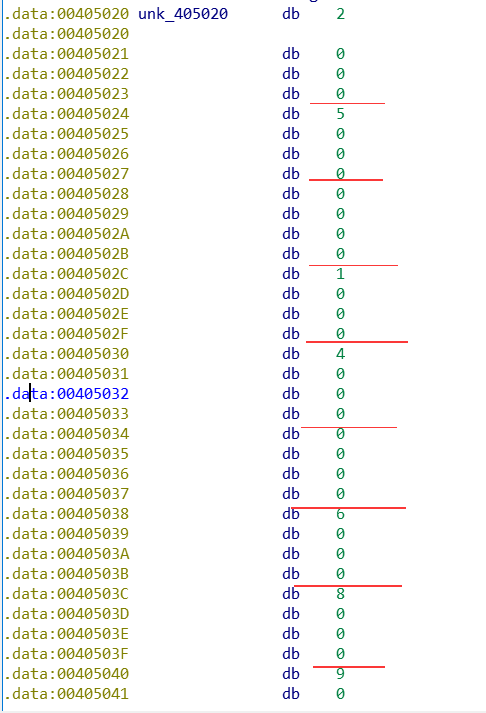 .data:00405020 unk_405020 db 2
.data:00405020
.data:00405021 db 0
.data:00405022 db 0
.data:00405023 db 0
.data:00405024 db 5
.data:00405025 db 0
.data:00405026 db 0
.data:00405027 db 0
.data:00405028 db 0
.data:00405029 db 0
.data:0040502A db 0
.data:0040502B db 0
.data:0040502C db 1
.data:0040502D db 0
.data:0040502E db 0
.data:0040502F db 0
.data:00405030 db 4
.data:00405031 db 0
.data:00405032 db 0
.data:00405033 db 0
.data:00405034 db 0
.data:00405035 db 0
.data:00405036 db 0
.data:00405037 db 0
.data:00405038 db 6
.data:00405039 db 0
.data:0040503A db 0
.data:0040503B db 0
.data:0040503C db 8
.data:0040503D db 0
.data:0040503E db 0
.data:0040503F db 0
.data:00405040 db 9
.data:00405041 db 0